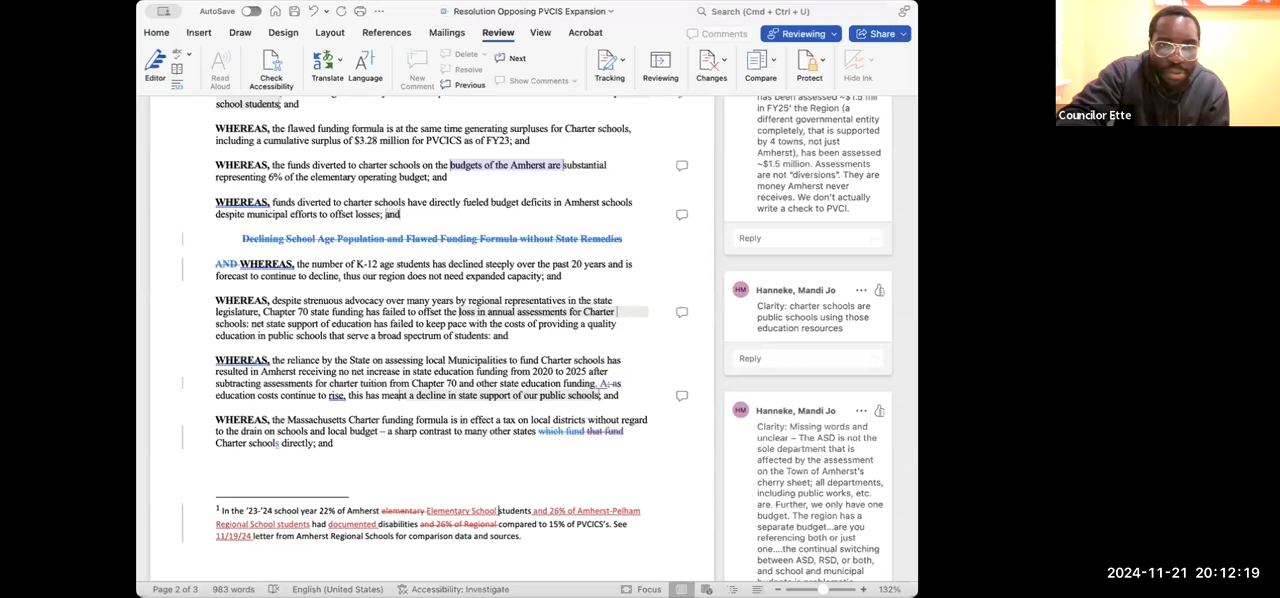 AutoSave
Resolution Opposing PVCIS Expansion
Search (Cmd + Ctrl + U)
Home Insert Draw Design Layout References Mailings Review View Acrobat
Comments Reviewing Share
Editor
Read Aloud
Check Accessibility
Translate Language
New Comment
Delete
Resolve
Previous
Next
Show Comments
Tracking
Reviewing
Changes
Compare
Protect
Hide Ink
school students; and
WHEREAS, the flawed funding formula is at the same time generating surpluses for Charter schools,
including a cumulative surplus of $3.28 million for PVCICS as of FY23; and
WHEREAS, the funds diverted to charter schools on the budgets of the Amherst are substantial
representing 6% of the elementary operating budget; and
WHEREAS, funds diverted to charter schools have directly fueled budget deficits in Amherst schools
despite municipal efforts to offset losses; and
Declining School Age Population and Flawed Funding Formula without State Remedies
AND WHEREAS, the number of K-12 age students has declined steeply over the past 20 years and is
forecast to continue to decline, thus our region does not need expanded capacity; and
WHEREAS, despite strenuous advocacy over many years by regional representatives in the state
legislature, Chapter 70 state funding has failed to offset the loss in annual assessments for Charter
schools: net state support of education has failed to keep pace with the costs of providing a quality
education in public schools that serve a broad spectrum of students: and
WHEREAS, the reliance by the State on assessing local Municipalities to fund Charter schools has
resulted in Amherst receiving no net increase in state education funding from 2020 to 2025 after
subtracting assessments for charter tuition from Chapter 70 and other state education funding. A; as
education costs continue to rise, this has meant a decline in state support of our public schools; and
WHEREAS, the Massachusetts Charter funding formula is in effect a tax on local districts without regard
to the drain on schools and local budget – a sharp contrast to many other states which fund that fund
Charter schools directly; and
1 In the '23-'24 school year 22% of Amherst elementary Elementary School students and 26% of Amherst-Pelham
Regional School students had documented disabilities and 26% of Regional compared to 15% of PVCICS's. See
11/19/24 letter from Amherst Regional Schools for comparison data and sources.
has been assessed ~$1.5 mil
in FY25' the Region (a
different governmental entity
completely, that is supported
by 4 towns, not just
Amherst), has been assessed
~$1.5 million. Assessments
are not "diversions". They are
money Amherst never
receives. We don't actually
write a check to PVCI.
Reply
HM Hanneke, Mandi Jo
Clarity: charter schools are
public schools using those
education resources
Reply
HM Hanneke, Mandi Jo
Clarity: Missing words and
unclear – The ASD is not the
sole department that is
affected by the assessment
on the Town of Amherst's
cherry sheet; all departments,
including public works, etc.
are. Further, we only have one
budget. The region has a
separate budget...are you
referencing both or just
one....the continual switching
between ASD, RSD, or both,
and school and municipal
Page 2 of 3 983 words English (United States) Accessibility: Investigate Focus 132%
Councilor Ette
2024-11-21 20:12:19